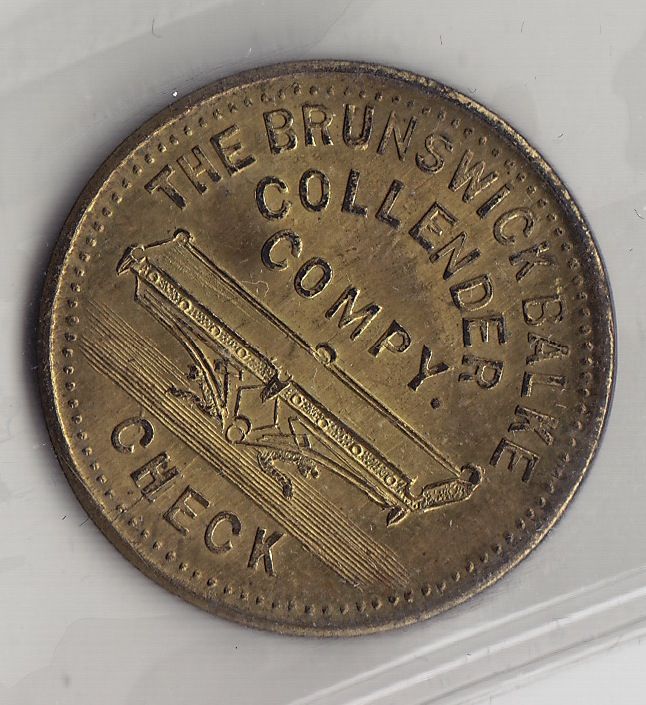 THE BRUNSWICK BALKE
COLLENDER
COMPY.
CHECK